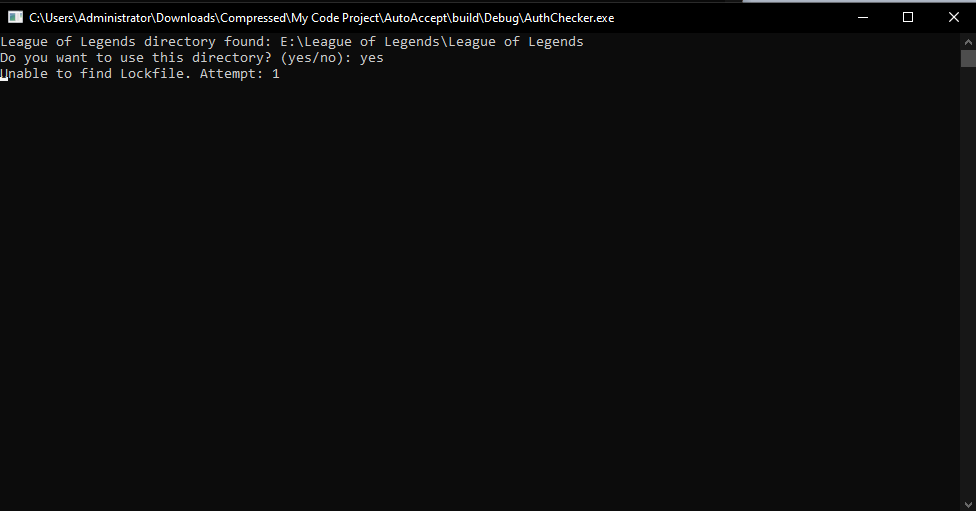 C:\Users\Administrator\Downloads\Compressed\My Code Project\AutoAccept\build\Debug\AuthChecker.exe
League of Legends directory found: E:\League of Legends\League of Legends
Do you want to use this directory? (yes/no): yes
Unable to find Lockfile. Attempt: 1